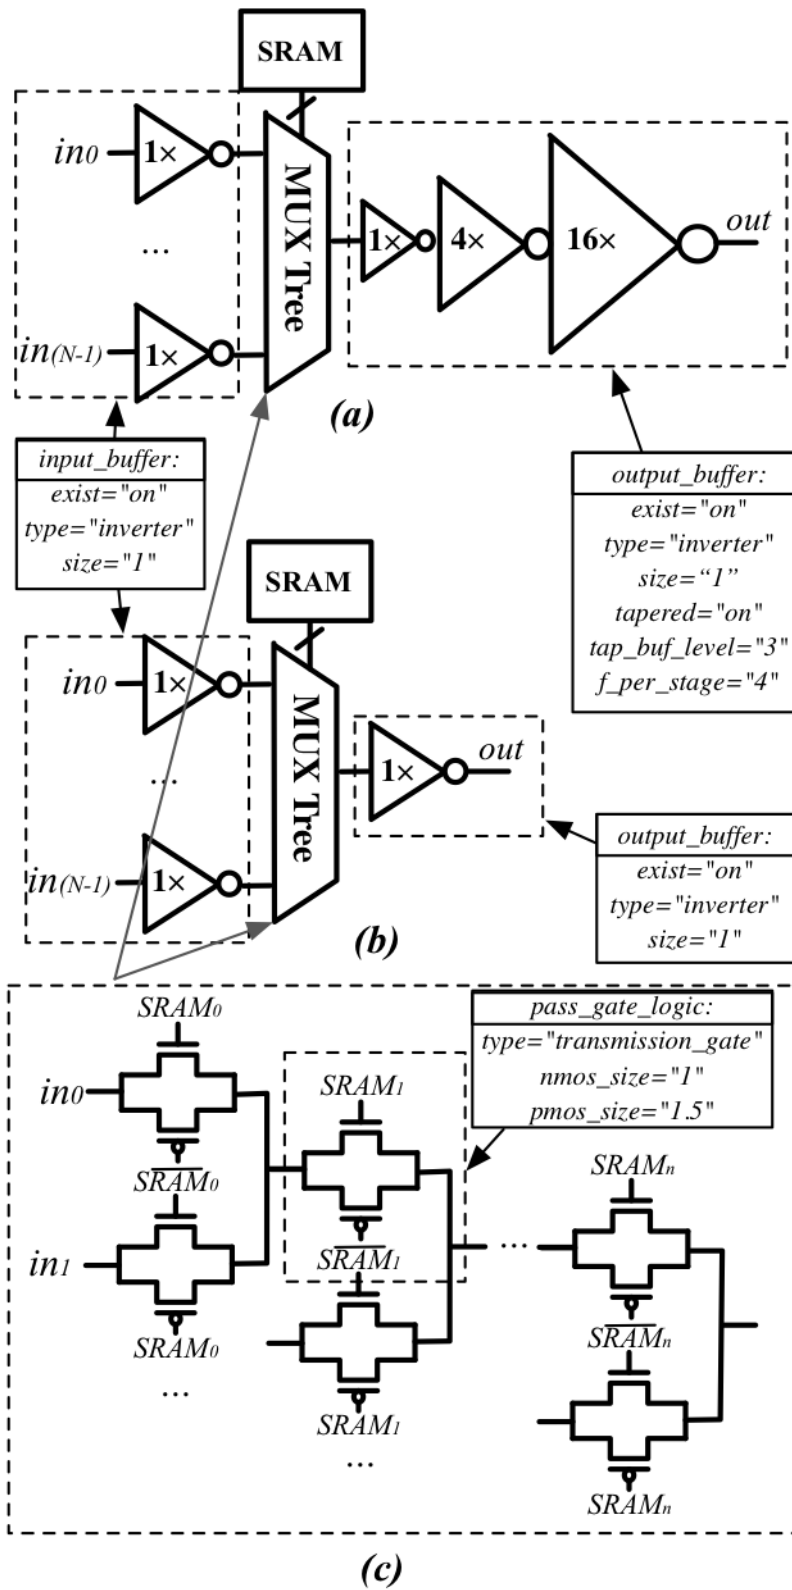 SRAM
in0
1×
...
MUX Tree
1×
4×
16×
out
in(N-1)
1×
(a)
input_buffer:
exist="on"
type="inverter"
size="1"
output_buffer:
exist="on"
type="inverter"
size=“1”
tapered="on"
tap_buf_level="3"
f_per_stage="4"
SRAM
in0
1×
...
MUX Tree
1×
out
in(N-1)
1×
(b)
output_buffer:
exist="on"
type="inverter"
size="1"
SRAM0
pass_gate_logic:
type="transmission_gate"
nmos_size="1"
pmos_size="1.5"
in0
SRAM1
SRAM0
SRAMn
in1
SRAM1
...
SRAM0
SRAMn
...
SRAM1
...
SRAMn
(c)